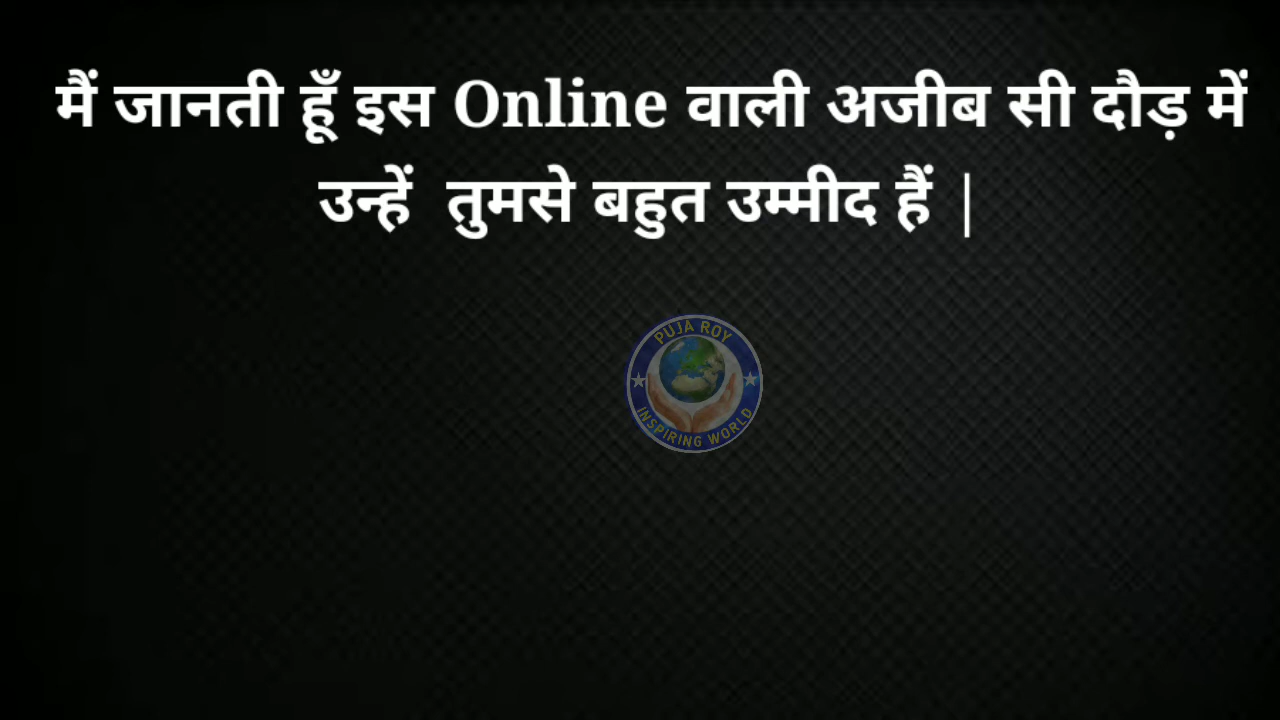 मैं जानती हूँ इस Online वाली अजीब सी दौड़ में
उन्हें तुमसे बहुत उम्मीद हैं |
PUJA ROY
INSPIRING WORLD